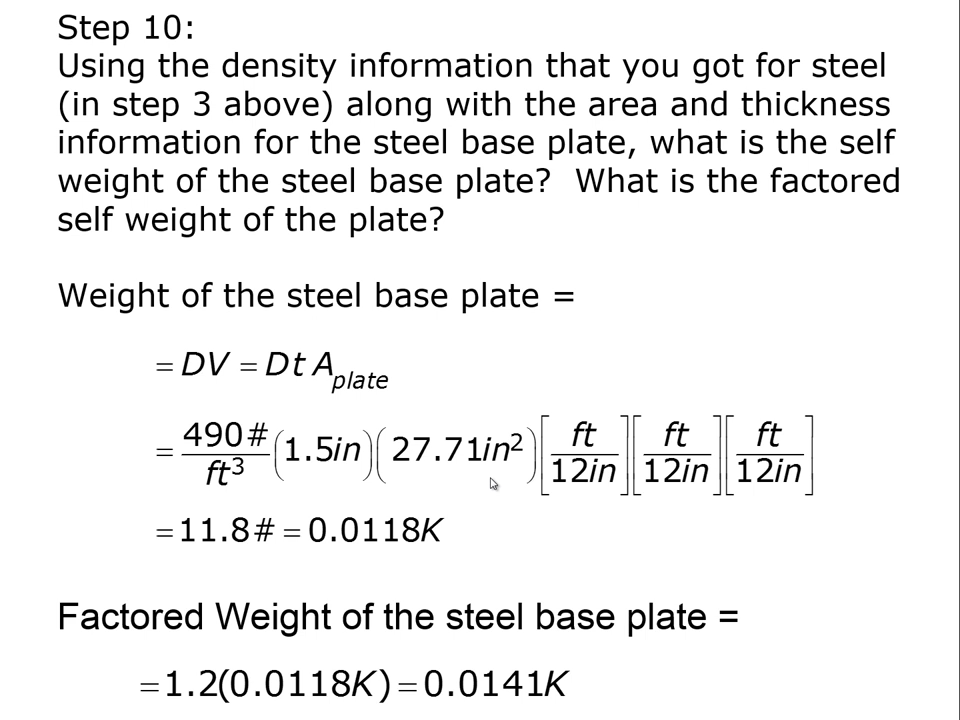 Step 10:
Using the density information that you got for steel
(in step 3 above) along with the area and thickness
information for the steel base plate, what is the self
weight of the steel base plate?  What is the factored
self weight of the plate?
Weight of the steel base plate =
= DV = D t A_plate
= 490#/ft³ (1.5in)(27.71in²)[ft/12in][ft/12in][ft/12in]
= 11.8# = 0.0118K
Factored Weight of the steel base plate =
= 1.2(0.0118K) = 0.0141K